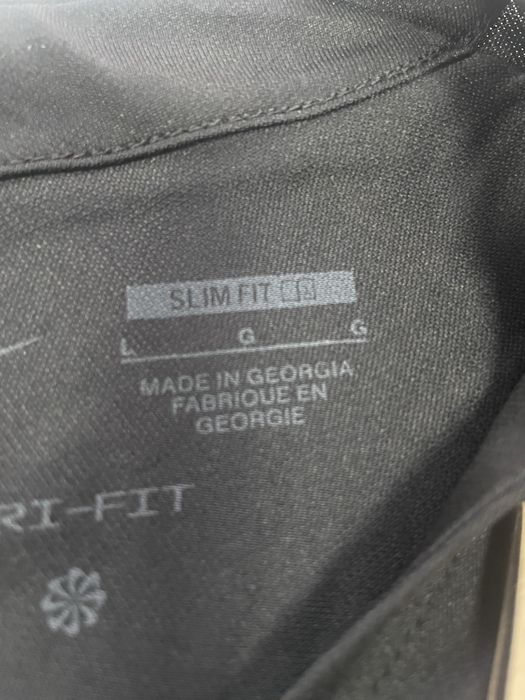 SLIM FIT
L G G
MADE IN GEORGIA
FABRIQUE EN
GEORGIE
RI-FIT